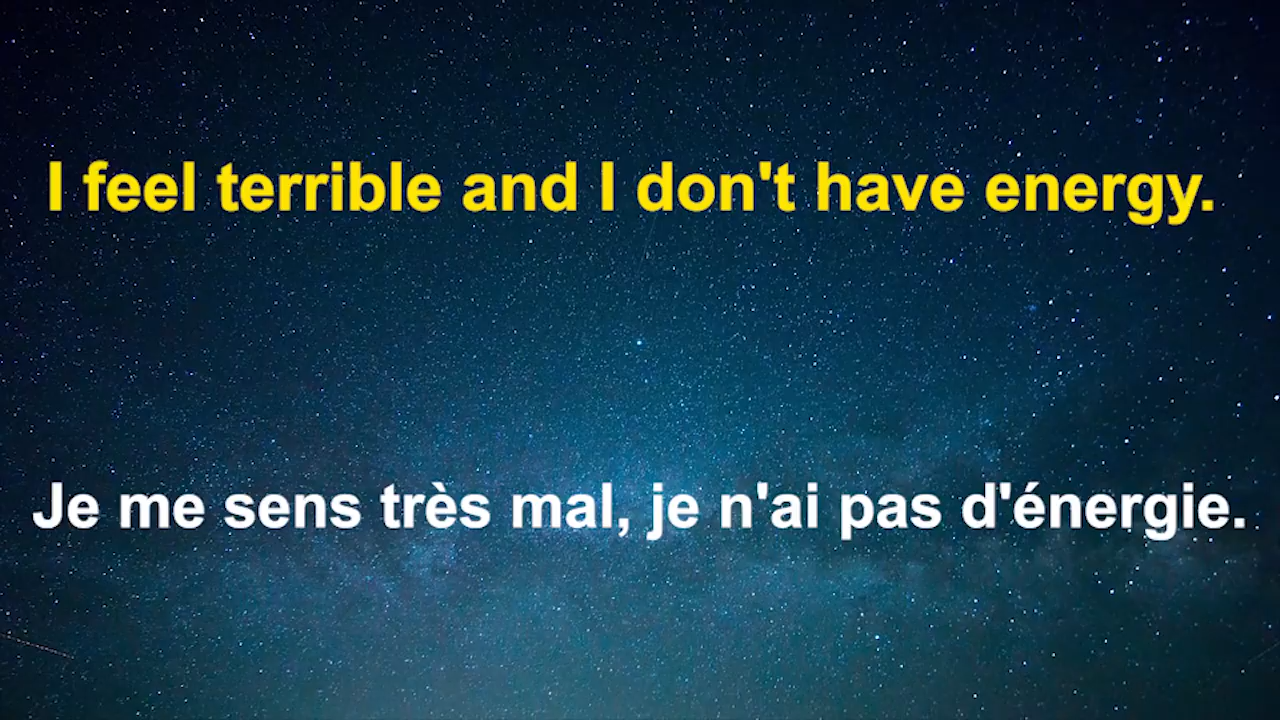 I feel terrible and I don't have energy.
Je me sens très mal, je n'ai pas d'énergie.